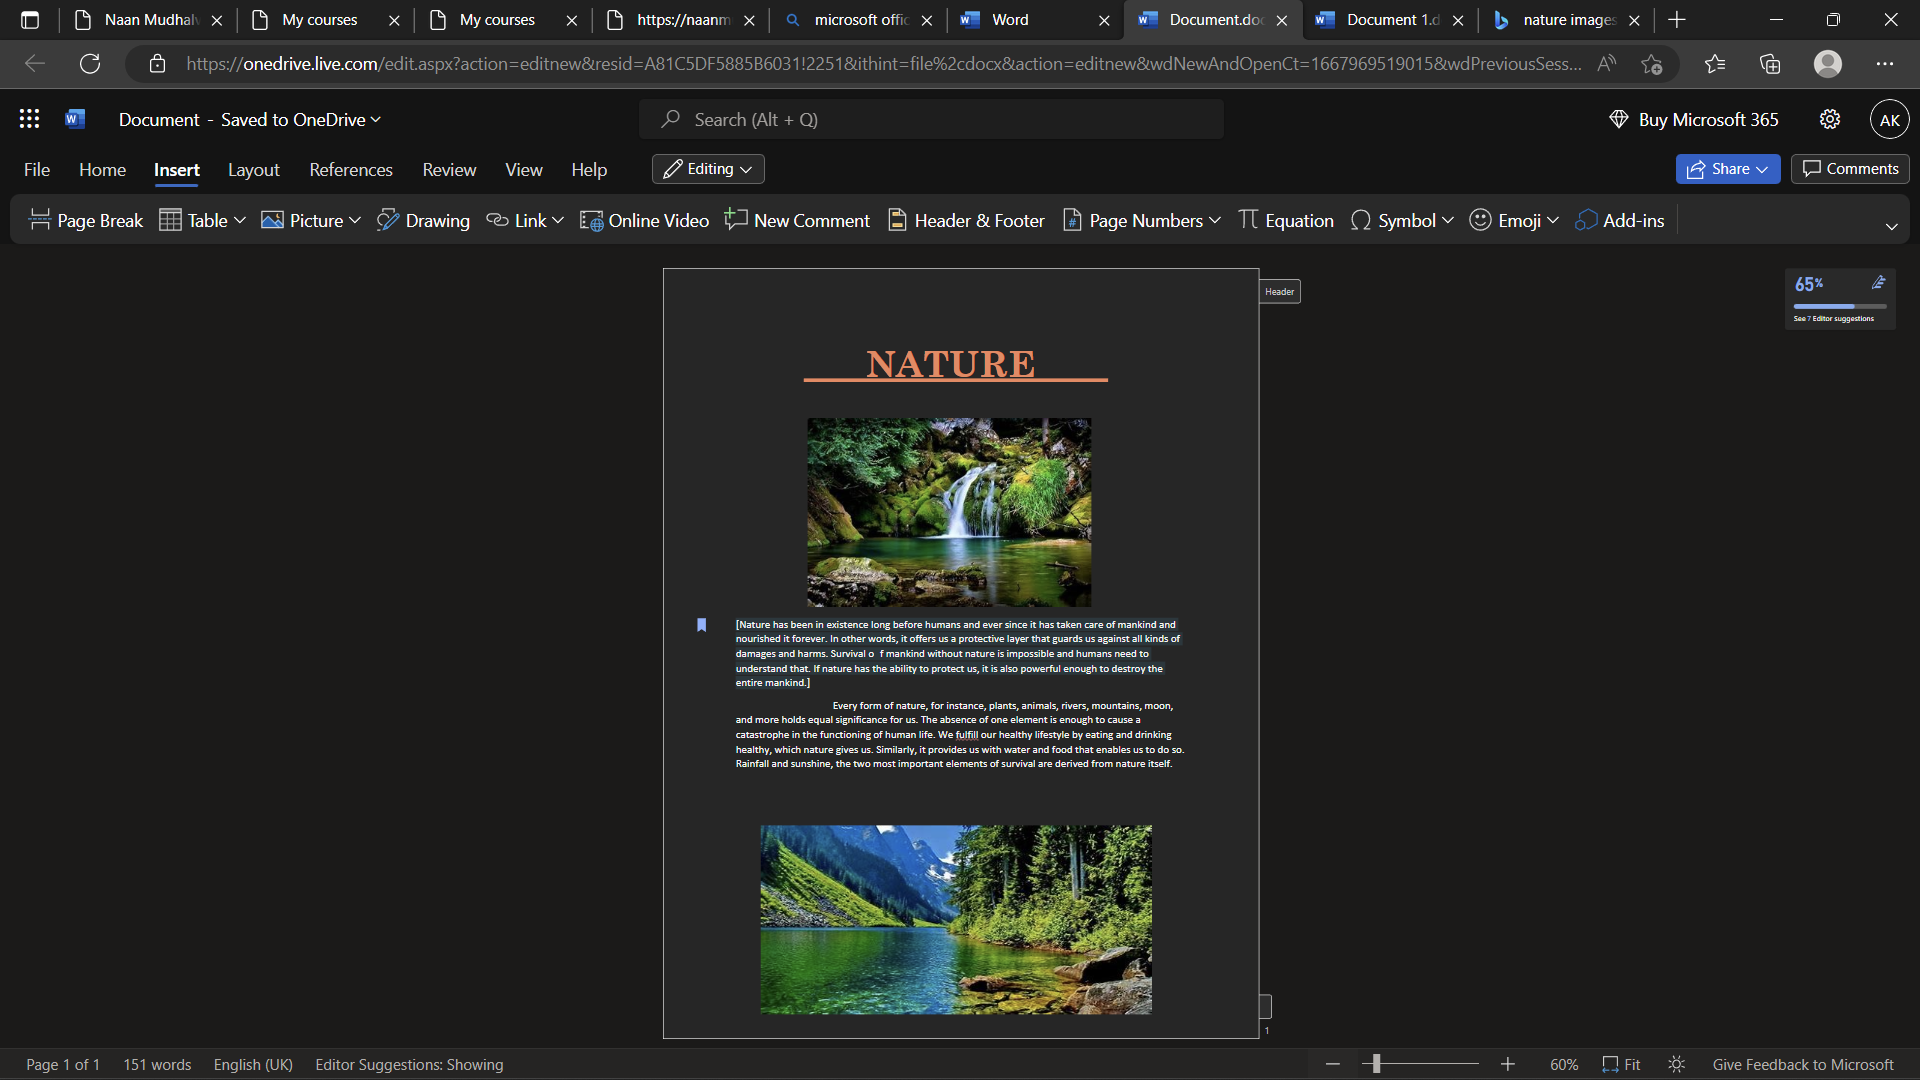 Naan Mudhalv
My courses
My courses
https://naanm
microsoft offic
Word
Document.doc
Document 1.d
nature images
https://onedrive.live.com/edit.aspx?action=editnew&resid=A81C5DF5885B6031!2251&ithint=file%2cdocx&action=editnew&wdNewAndOpenCt=1667969519015&wdPreviousSess...
Document - Saved to OneDrive
Search (Alt + Q)
Buy Microsoft 365
AK
File Home Insert Layout References Review View Help
Editing
Share
Comments
Page Break Table Picture Drawing Link Online Video New Comment Header & Footer Page Numbers Equation Symbol Emoji Add-ins
Header
65%
See 7 Editor suggestions
NATURE
[Nature has been in existence long before humans and ever since it has taken care of mankind and
nourished it forever. In other words, it offers us a protective layer that guards us against all kinds of
damages and harms. Survival o f mankind without nature is impossible and humans need to
understand that. If nature has the ability to protect us, it is also powerful enough to destroy the
entire mankind.]
Every form of nature, for instance, plants, animals, rivers, mountains, moon,
and more holds equal significance for us. The absence of one element is enough to cause a
catastrophe in the functioning of human life. We fulfill our healthy lifestyle by eating and drinking
healthy, which nature gives us. Similarly, it provides us with water and food that enables us to do so.
Rainfall and sunshine, the two most important elements of survival are derived from nature itself.
1
Page 1 of 1 151 words English (UK) Editor Suggestions: Showing
60% Fit Give Feedback to Microsoft